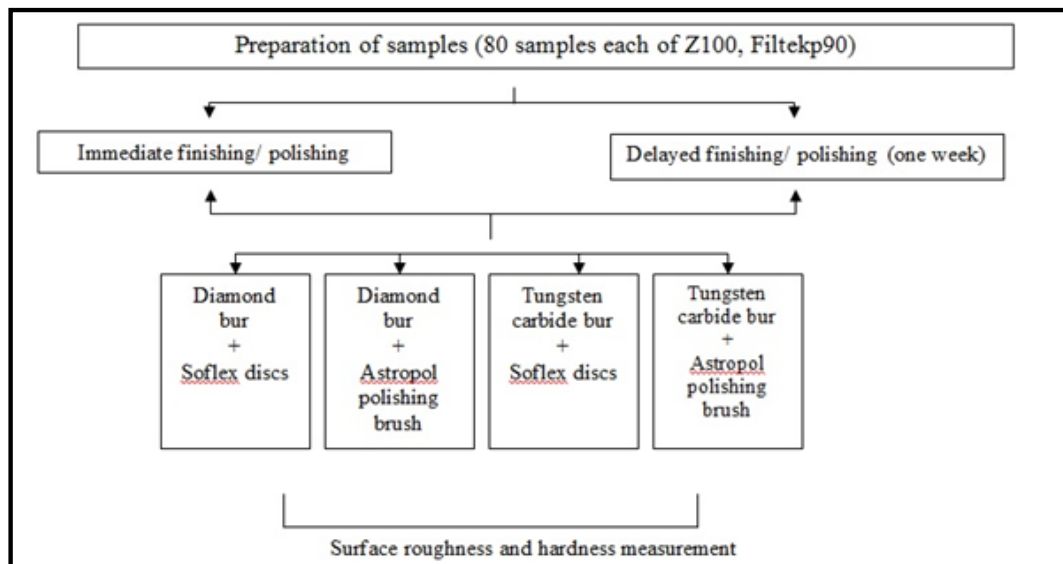 Preparation of samples (80 samples each of Z100, Filtekp90)
Immediate finishing/ polishing
Delayed finishing/ polishing (one week)
Diamond
bur
+
Soflex discs
Diamond
bur
+
Astropol
polishing
brush
Tungsten
carbide bur
+
Soflex discs
Tungsten
carbide bur
+
Astropol
polishing
brush
Surface roughness and hardness measurement